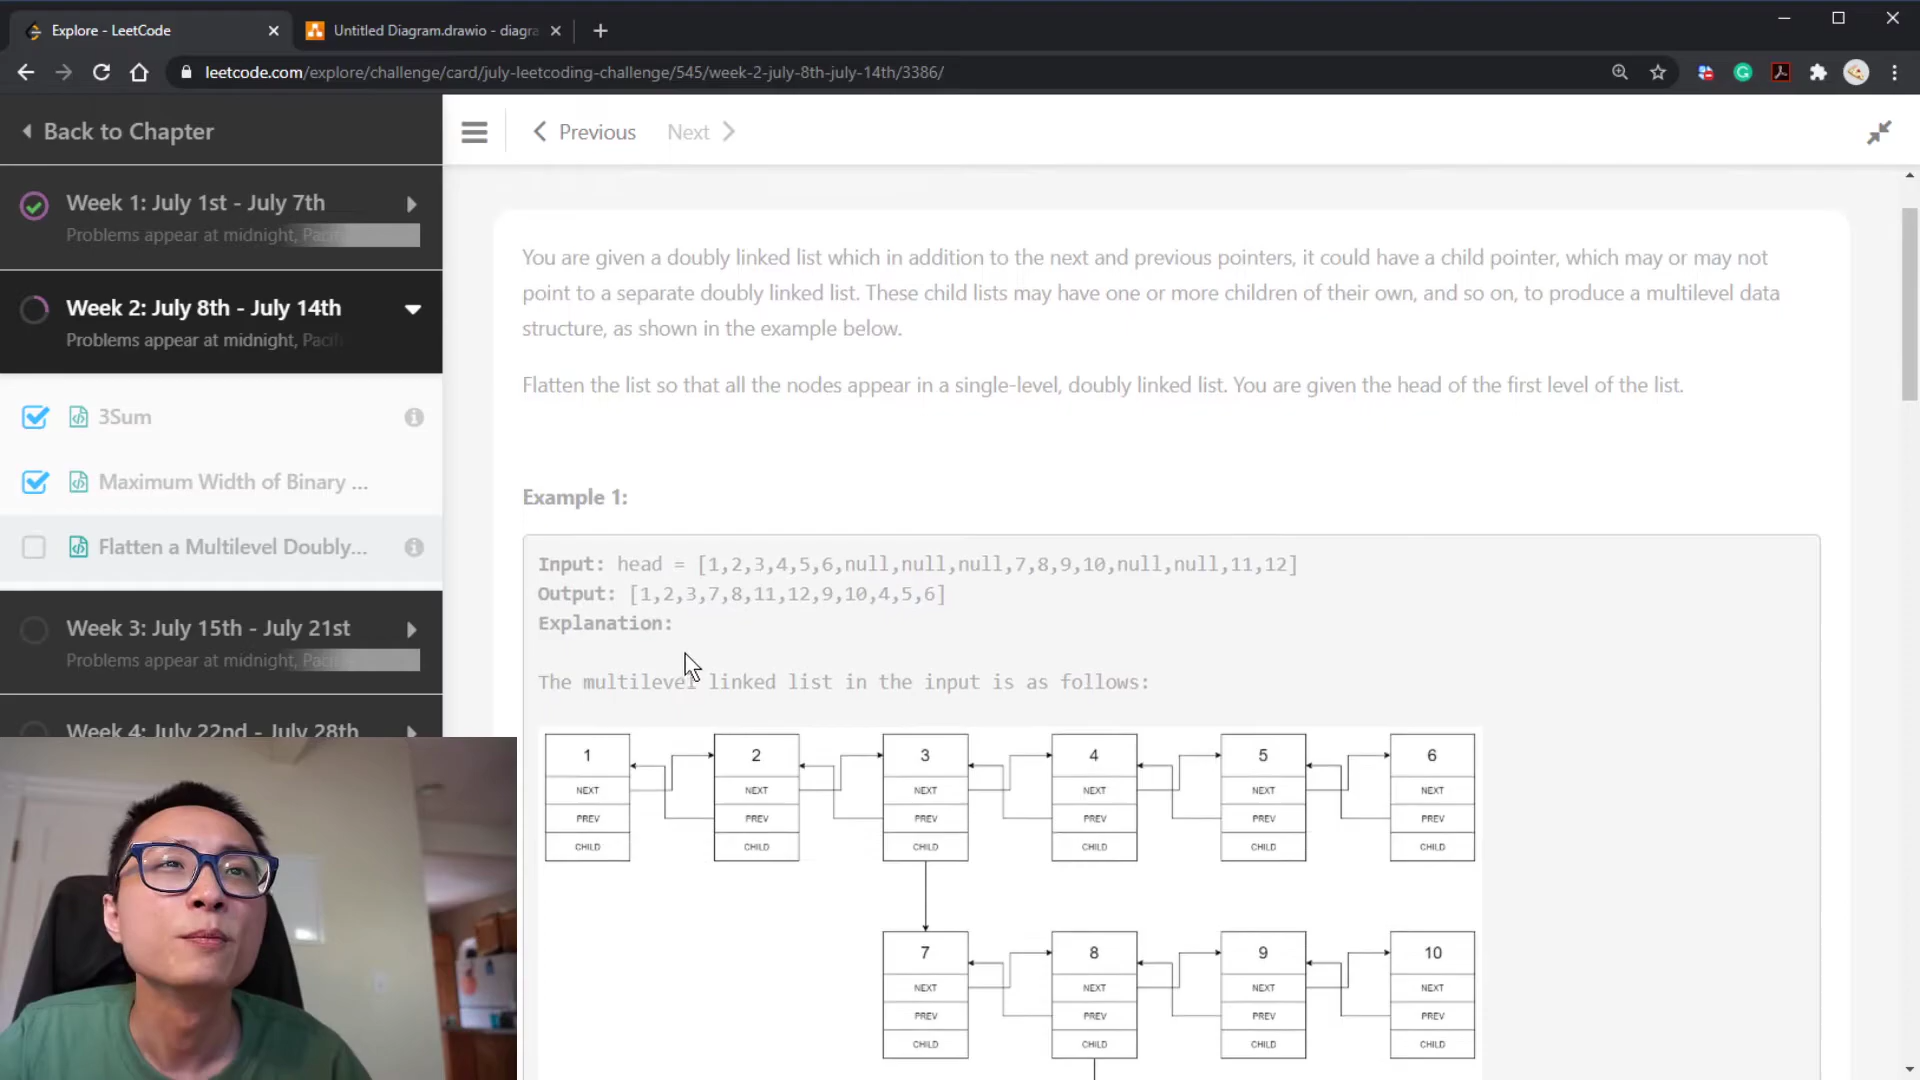 Explore - LeetCode
Untitled Diagram.drawio - diagra
leetcode.com/explore/challenge/card/july-leetcoding-challenge/545/week-2-july-8th-july-14th/3386/
Back to Chapter
Previous
Next
Week 1: July 1st - July 7th
Problems appear at midnight, Pacif
Week 2: July 8th - July 14th
Problems appear at midnight, Pacif
3Sum
Maximum Width of Binary ...
Flatten a Multilevel Doubly...
Week 3: July 15th - July 21st
Problems appear at midnight, Pacif
Week 4: July 22nd - July 28th
You are given a doubly linked list which in addition to the next and previous pointers, it could have a child pointer, which may or may not
point to a separate doubly linked list. These child lists may have one or more children of their own, and so on, to produce a multilevel data
structure, as shown in the example below.
Flatten the list so that all the nodes appear in a single-level, doubly linked list. You are given the head of the first level of the list.
Example 1:
Input: head = [1,2,3,4,5,6,null,null,null,7,8,9,10,null,null,11,12]
Output: [1,2,3,7,8,11,12,9,10,4,5,6]
Explanation:
The multilevel linked list in the input is as follows:
1 2 3 4 5 6
NEXT NEXT NEXT NEXT NEXT NEXT
PREV PREV PREV PREV PREV PREV
CHILD CHILD CHILD CHILD CHILD CHILD
7 8 9 10
NEXT NEXT NEXT NEXT
PREV PREV PREV PREV
CHILD CHILD CHILD CHILD